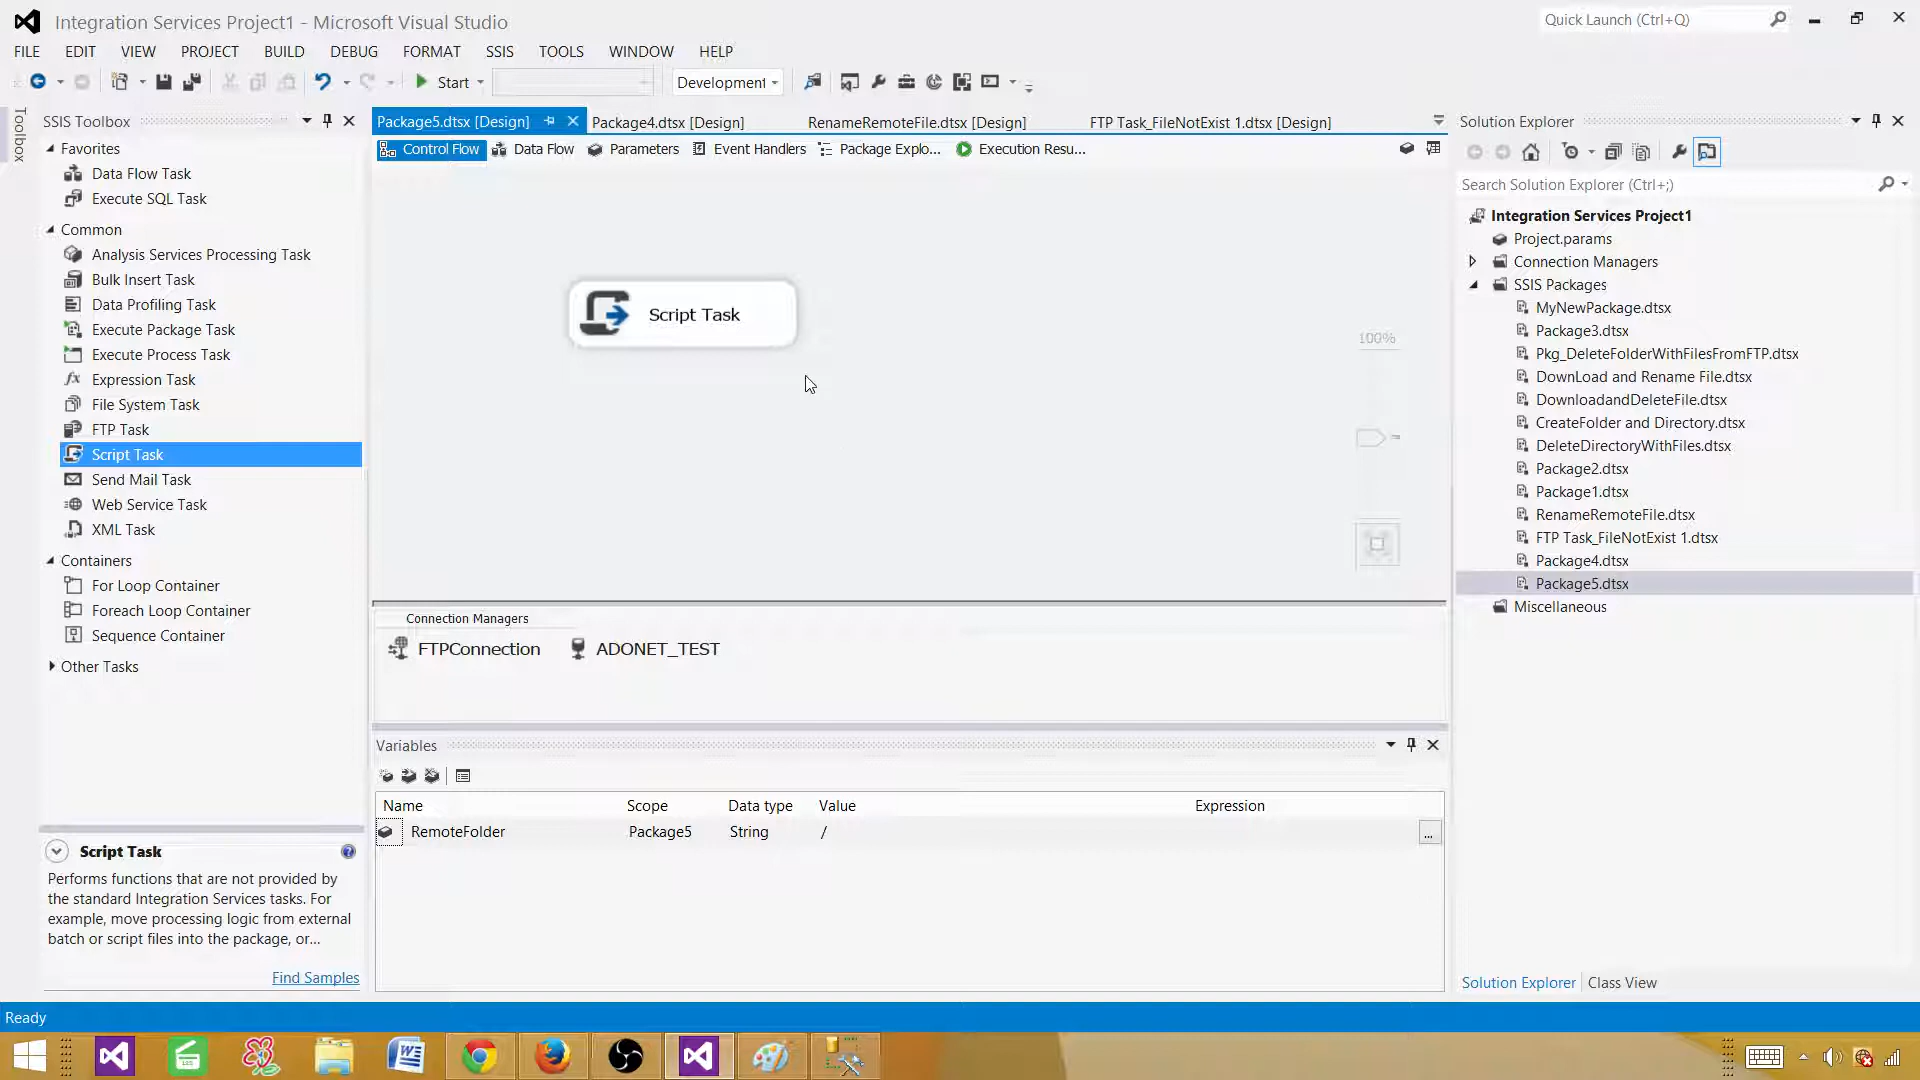 Integration Services Project1 - Microsoft Visual Studio
Quick Launch (Ctrl+Q)
FILE EDIT VIEW PROJECT BUILD DEBUG FORMAT SSIS TOOLS WINDOW HELP
Start Development
Toolbox
SSIS Toolbox
Favorites
Data Flow Task
Execute SQL Task
Common
Analysis Services Processing Task
Bulk Insert Task
Data Profiling Task
Execute Package Task
Execute Process Task
Expression Task
File System Task
FTP Task
Script Task
Send Mail Task
Web Service Task
XML Task
Containers
For Loop Container
Foreach Loop Container
Sequence Container
Other Tasks
Script Task
Performs functions that are not provided by
the standard Integration Services tasks. For
example, move processing logic from external
batch or script files into the package, or...
Find Samples
Package5.dtsx [Design] Package4.dtsx [Design] RenameRemoteFile.dtsx [Design] FTP Task_FileNotExist 1.dtsx [Design]
Control Flow Data Flow Parameters Event Handlers Package Explo... Execution Resu...
Script Task
100%
Connection Managers
FTPConnection ADONET_TEST
Variables
Name Scope Data type Value Expression
RemoteFolder Package5 String / ...
Solution Explorer
Search Solution Explorer (Ctrl+;)
Integration Services Project1
Project.params
Connection Managers
SSIS Packages
MyNewPackage.dtsx
Package3.dtsx
Pkg_DeleteFolderWithFilesFromFTP.dtsx
DownLoad and Rename File.dtsx
DownloadandDeleteFile.dtsx
CreateFolder and Directory.dtsx
DeleteDirectoryWithFiles.dtsx
Package2.dtsx
Package1.dtsx
RenameRemoteFile.dtsx
FTP Task_FileNotExist 1.dtsx
Package4.dtsx
Package5.dtsx
Miscellaneous
Solution Explorer Class View
Ready